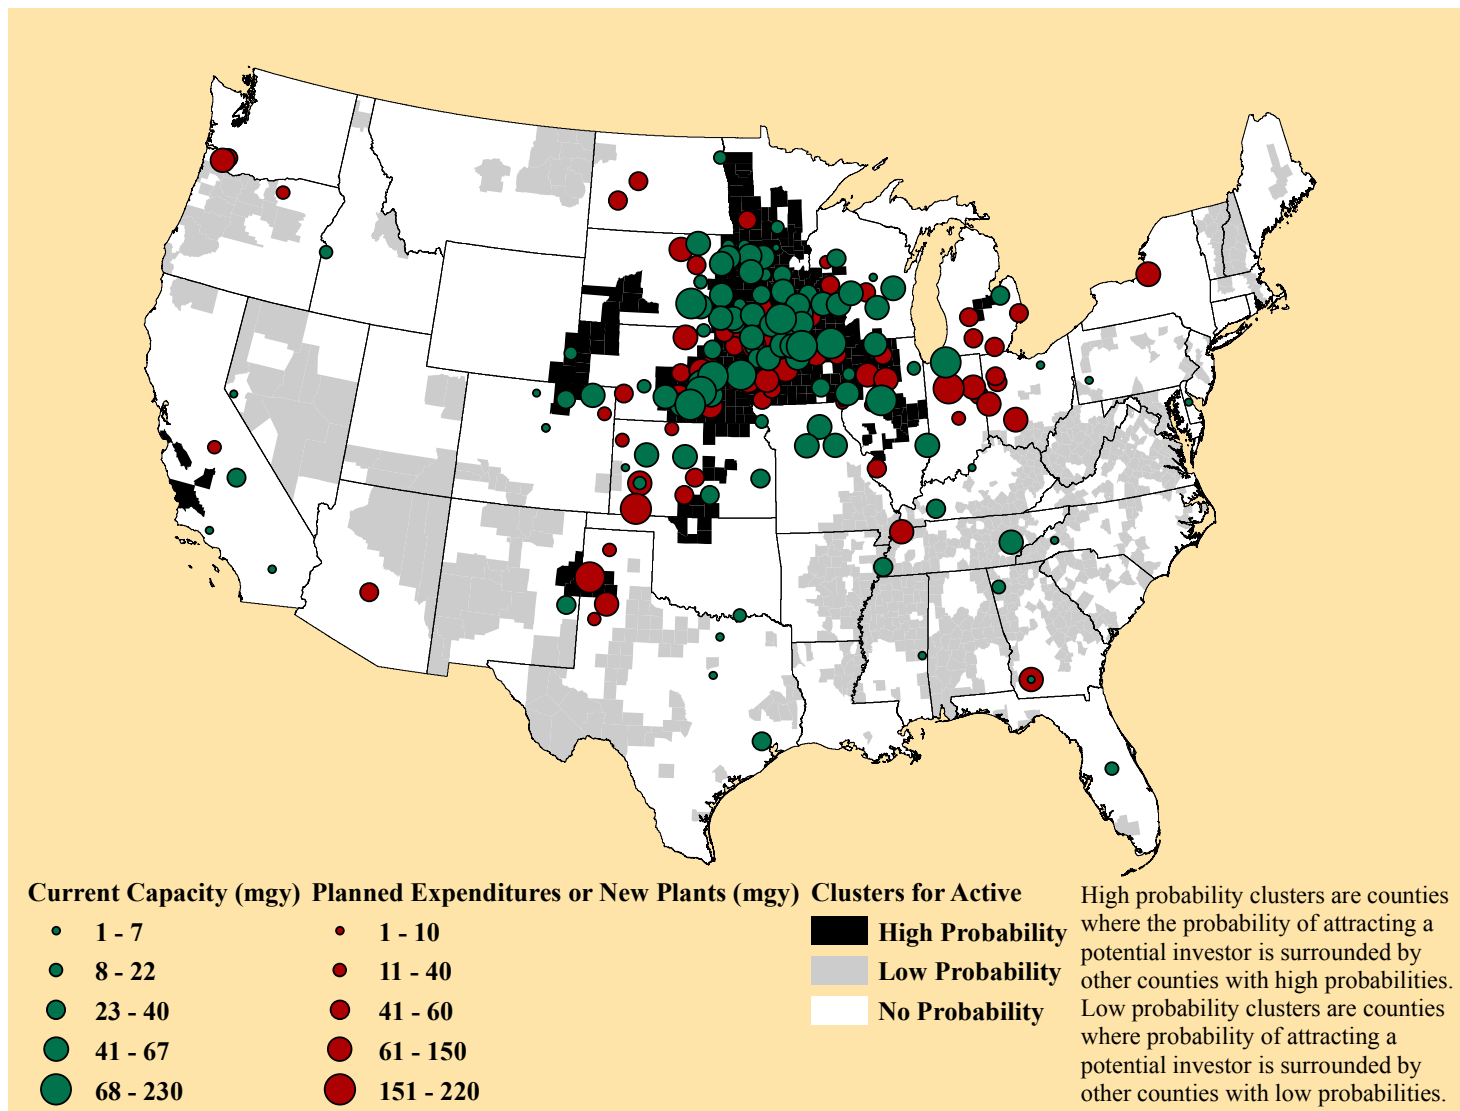 Current Capacity (mgy)
1 - 7
8 - 22
23 - 40
41 - 67
68 - 230
Planned Expenditures or New Plants (mgy)
1 - 10
11 - 40
41 - 60
61 - 150
151 - 220
Clusters for Active
High Probability
Low Probability
No Probability
High probability clusters are counties
where the probability of attracting a
potential investor is surrounded by
other counties with high probabilities.
Low probability clusters are counties
where probability of attracting a
potential investor is surrounded by
other counties with low probabilities.